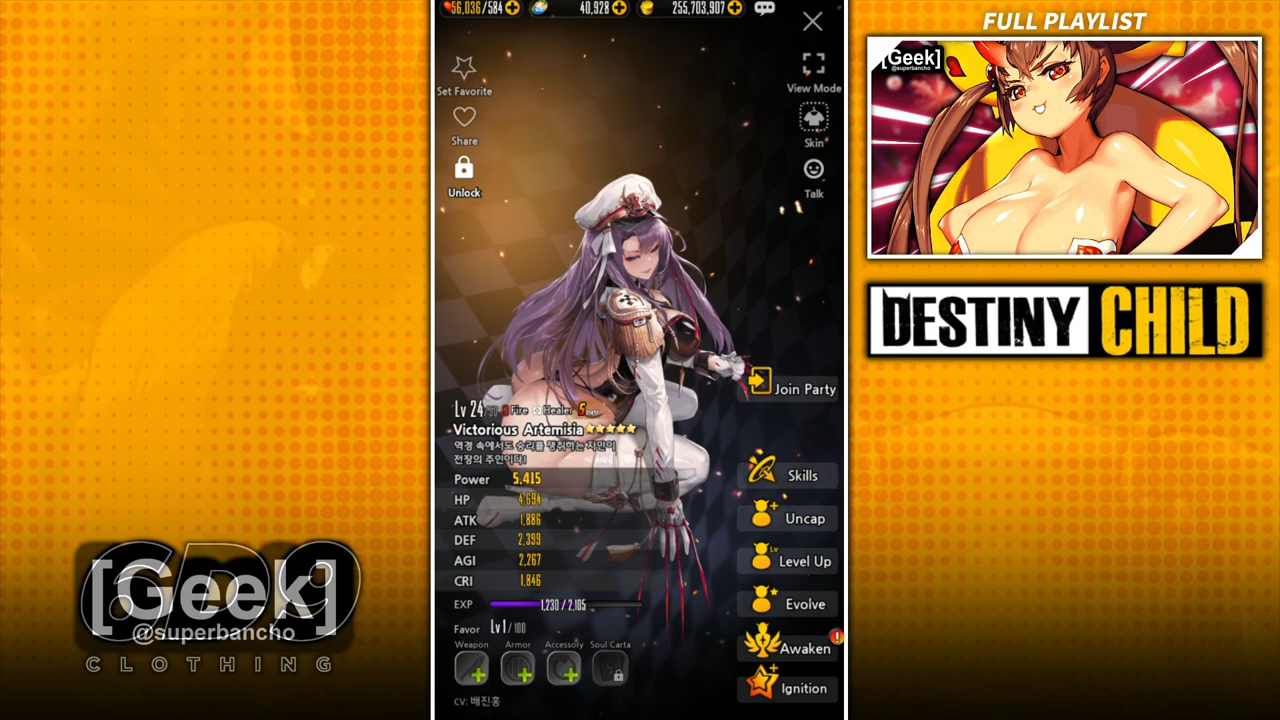 56,036/584
40,928
255,703,907
Set Favorite
Share
Unlock
View Mode
Skin
Talk
Lv 24
Fire
Healer
Victorious Artemisia
역경 속에서도 승리를 쟁취하는 자만이
전장의 주인이다!
Power 5,415
HP 4,694
ATK 1,886
DEF 2,399
AGI 2,267
CRI 1,846
EXP 1,230 / 2,105
Favor Lv 1 / 100
Weapon Armor Accessory Soul Carta
CV: 배진홍
Join Party
Skills
Uncap
Lv
Level Up
Evolve
Awaken
Ignition
FULL PLAYLIST
[Geek]
@superbancho
DESTINY CHILD
6D9
[Geek]
@superbancho
CLOTHING